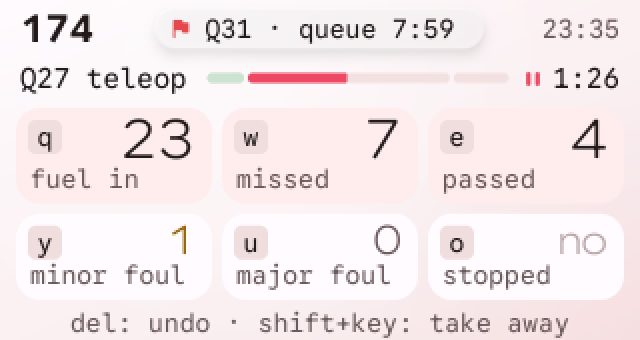 174 Q31 · queue 7:59 23:35
Q27 teleop 1:26
q 23 w 7 e 4
fuel in missed passed
y 1 u 0 o no
minor foul major foul stopped
del: undo · shift+key: take away